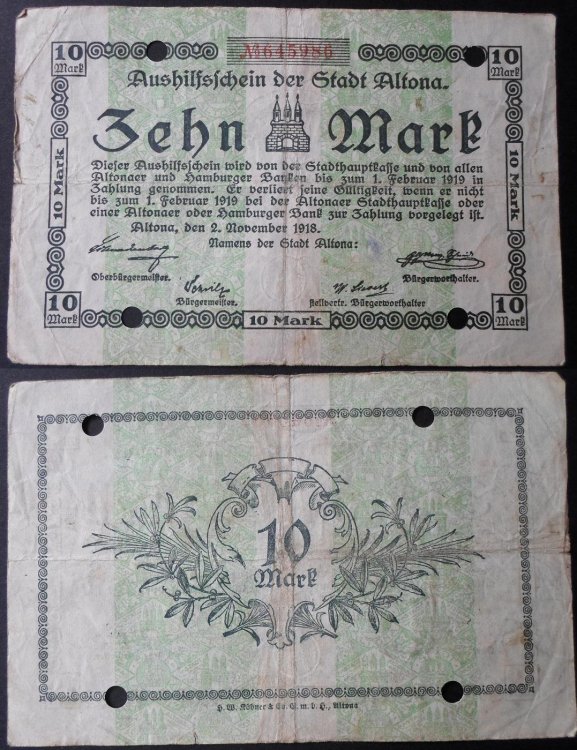 10 Mark
№ 645986
10 Mark
Aushilfsschein der Stadt Altona.
Zehn Mark
Dieser Aushilfsschein wird von der Stadthauptkasse und von allen
Altonaer und Hamburger Banken bis zum 1. Februar 1919 in
Zahlung genommen. Er verliert seine Gültigkeit, wenn er nicht
bis zum 1. Februar 1919 bei der Altonaer Stadthauptkasse oder
einer Altonaer oder Hamburger Bank zur Zahlung vorgelegt ist.
Altona, den 2. November 1918.
Namens der Stadt Altona:
Oberbürgermeister.
Bürgermeister.
stellvertr. Bürgerworthalter.
Bürgerworthalter.
10 Mark
10 Mark
10 Mark
10 Mark
10 Mark
10
Mark
H. W. Köbner & Co. G. m. b. H., Altona